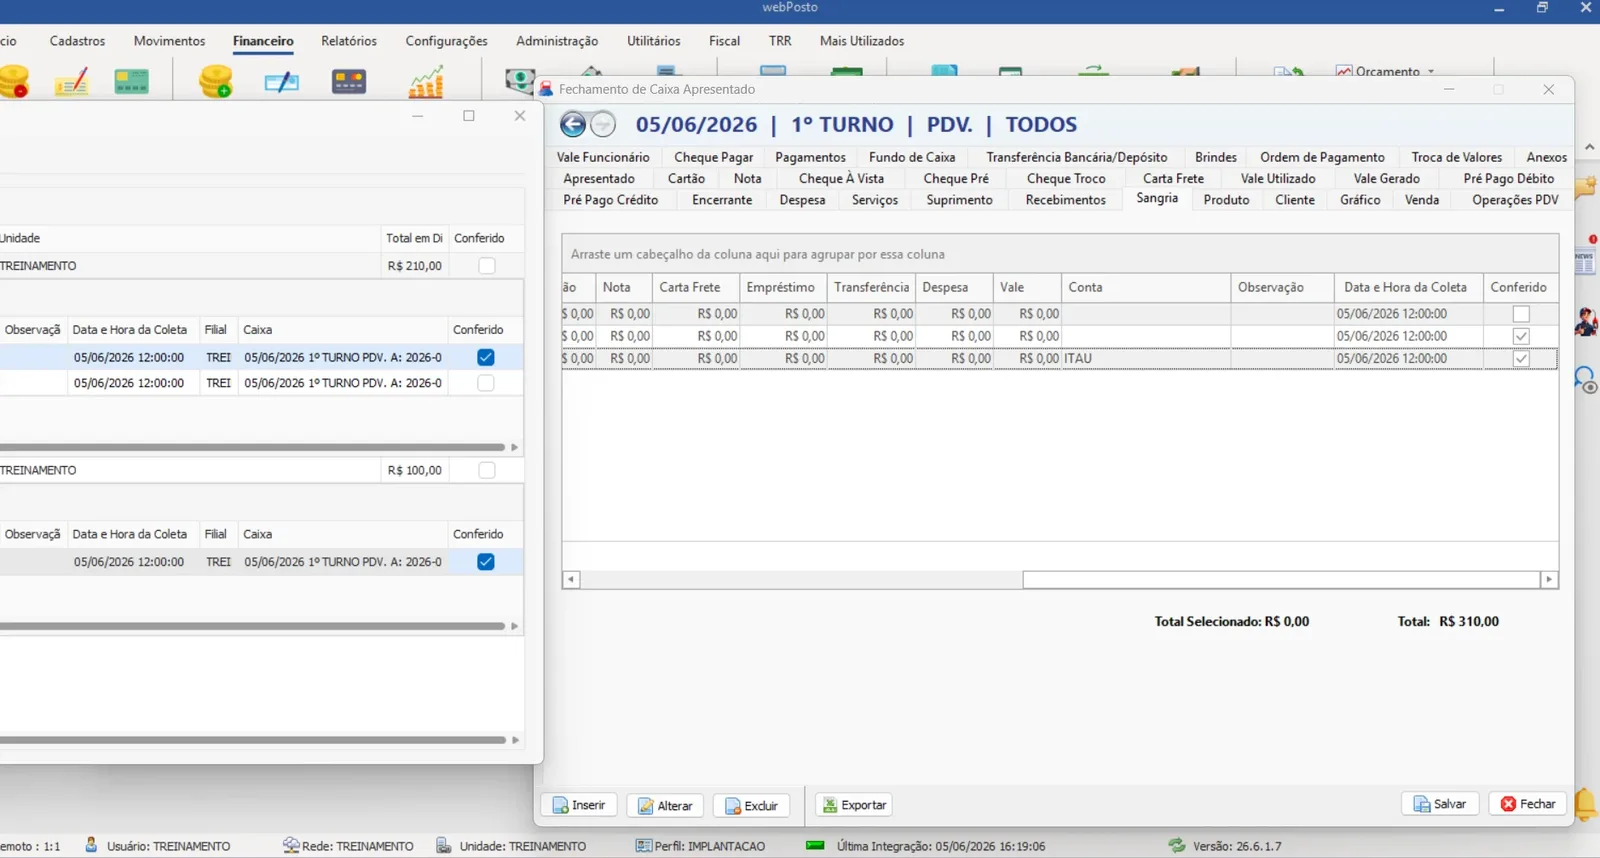 webPosto
cio Cadastros Movimentos Financeiro Relatórios Configurações Administração Utilitários Fiscal TRR Mais Utilizados
Orçamento
Fechamento de Caixa Apresentado
05/06/2026 | 1º TURNO | PDV. | TODOS
Vale Funcionário Cheque Pagar Pagamentos Fundo de Caixa Transferência Bancária/Depósito Brindes Ordem de Pagamento Troca de Valores Anexos
Apresentado Cartão Nota Cheque À Vista Cheque Pré Cheque Troco Carta Frete Vale Utilizado Vale Gerado Pré Pago Débito
Pré Pago Crédito Encerrante Despesa Serviços Suprimento Recebimentos Sangria Produto Cliente Gráfico Venda Operações PDV
Arraste um cabeçalho da coluna aqui para agrupar por essa coluna
ão Nota Carta Frete Empréstimo Transferência Despesa Vale Conta Observação Data e Hora da Coleta Conferido
$ 0,00 R$ 0,00 R$ 0,00 R$ 0,00 R$ 0,00 R$ 0,00 R$ 0,00 05/06/2026 12:00:00
$ 0,00 R$ 0,00 R$ 0,00 R$ 0,00 R$ 0,00 R$ 0,00 R$ 0,00 05/06/2026 12:00:00
$ 0,00 R$ 0,00 R$ 0,00 R$ 0,00 R$ 0,00 R$ 0,00 R$ 0,00 ITAU 05/06/2026 12:00:00
Total Selecionado: R$ 0,00 Total: R$ 310,00
Inserir Alterar Excluir Exportar Salvar Fechar
Unidade Total em Di Conferido
TREINAMENTO R$ 210,00
Observaçã Data e Hora da Coleta Filial Caixa Conferido
05/06/2026 12:00:00 TREI 05/06/2026 1º TURNO PDV. A: 2026-0
05/06/2026 12:00:00 TREI 05/06/2026 1º TURNO PDV. A: 2026-0
TREINAMENTO R$ 100,00
Observaçã Data e Hora da Coleta Filial Caixa Conferido
05/06/2026 12:00:00 TREI 05/06/2026 1º TURNO PDV. A: 2026-0
NEWS
emoto : 1:1 Usuário: TREINAMENTO Rede: TREINAMENTO Unidade: TREINAMENTO Perfil: IMPLANTACAO Última Integração: 05/06/2026 16:19:06 Versão: 26.6.1.7